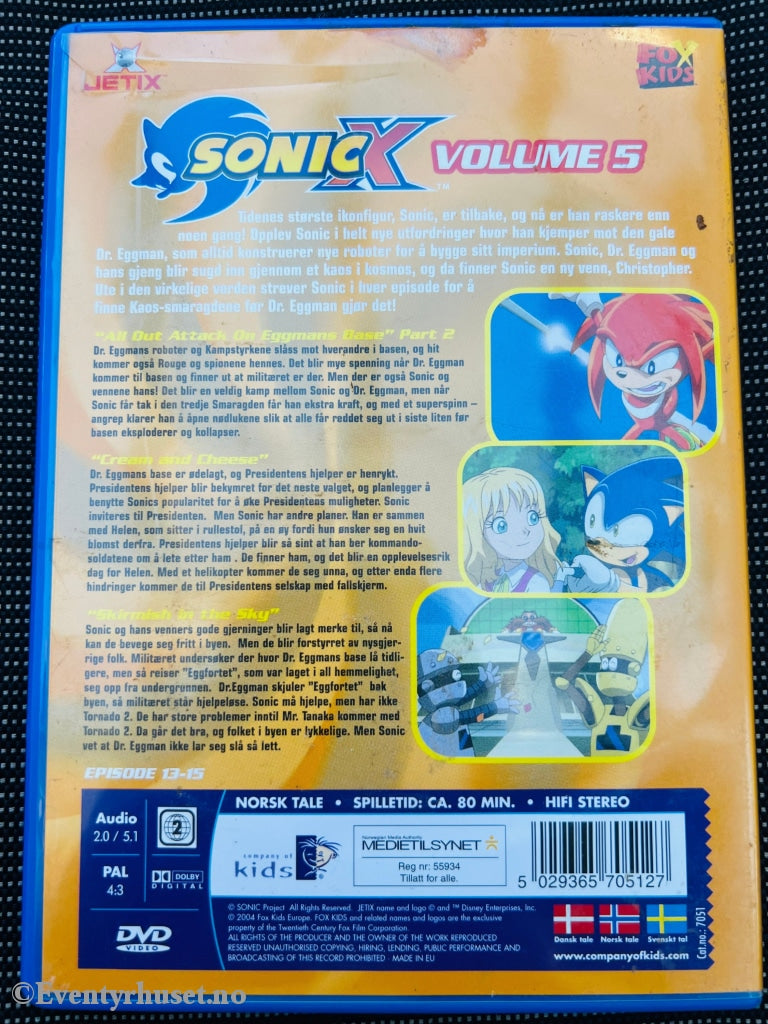 JETIX
FOX
KIDS
SONIC X TM
VOLUME 5
Tidenes største ikonfigur, Sonic, er tilbake, og nå er han raskere enn
noen gang! Opplev Sonic i helt nye utfordringer hvor han kjemper mot den gale
Dr. Eggman, som alltid konstruerer nye roboter for å bygge sitt imperium. Sonic, Dr. Eggman og
hans gjeng blir sugd inn gjennom et kaos i kosmos, og da finner Sonic en ny venn, Christopher.
Ute i den virkelige verden strever Sonic i hver episode for å
finne Kaos-smaragdene før Dr. Eggman gjør det!
"All Out Attack On Eggmans Base" Part 2
Dr. Eggmans roboter og Kampstyrkene slåss mot hverandre i basen, og hit
kommer også Rouge og spionene hennes. Det blir mye spenning når Dr. Eggman
kommer til basen og finner ut at militæret er der. Men der er også Sonic og
vennene hans! Det blir en veldig kamp mellom Sonic og Dr. Eggman, men når
Sonic får tak i den tredje Smaragden får han ekstra kraft, og med et superspinn –
angrep klarer han å åpne nødlukene slik at alle får reddet seg ut i siste liten før
basen eksploderer og kollapser.
"Cream and Cheese"
Dr. Eggmans base er ødelagt, og Presidentens hjelper er henrykt.
Presidentens hjelper blir bekymret for det neste valget, og planlegger å
benytte Sonics popularitet for å øke Presidentens muligheter. Sonic
inviteres til Presidenten. Men Sonic har andre planer. Han er sammen
med Helen, som sitter i rullestol, på en øy fordi hun ønsker seg en hvit
blomst derfra. Presidentens hjelper blir så sint at han ber kommando-
soldatene om å lete etter ham . De finner ham, og det blir en opplevelsesrik
dag for Helen. Med et helikopter kommer de seg unna, og etter enda flere
hindringer kommer de til Presidentens selskap med fallskjerm.
"Skirmish in the Sky"
Sonic og hans venners gode gjerninger blir lagt merke til, så nå
kan de bevege seg fritt i byen. Men de blir forstyrret av nysgjer-
rige folk. Militæret undersøker der hvor Dr. Eggmans base lå tidli-
gere, men så reiser "Eggfortet", som var laget i all hemmelighet,
seg opp fra undergrunnen. Dr.Eggman skjuler "Eggfortet" bak
byen, så militæret står hjelpeløse. Sonic må hjelpe, men har ikke
Tornado 2. De har store problemer inntil Mr. Tanaka kommer med
Tornado 2. Da går det bra, og folket i byen er lykkelige. Men Sonic
vet at Dr. Eggman ikke lar seg slå så lett.
EPISODE 13-15
Audio
2.0 / 5.1
2
PAL
4:3
DOLBY
DIGITAL
DVD
VIDEO
NORSK TALE • SPILLETID: CA. 80 MIN. • HIFI STEREO
company of
kids
Norwegian Media Authority
MEDIETILSYNET
Reg nr: 55934
Tillatt for alle.
5 029365 705127
© SONIC Project All Rights Reserved. JETIX name and logo © and ™ Disney Enterprises, Inc.
© 2004 Fox Kids Europe. FOX KIDS and related names and logos are the exclusive
property of the Twentieth Century Fox Film Corporation.
ALL RIGHTS OF THE PRODUCER AND THE OWNER OF THE WORK REPRODUCED
RESERVED UNAUTHORISED COPYING, HIRING, LENDING, PUBLIC PERFORMANCE AND
BROADCASTING OF THIS RECORD PROHIBITED · MADE IN EU
Dansk tale
Norsk tale
Svenskt tal
www.companyofkids.com
Cat.no.: 7051
©Eventyrhuset.no